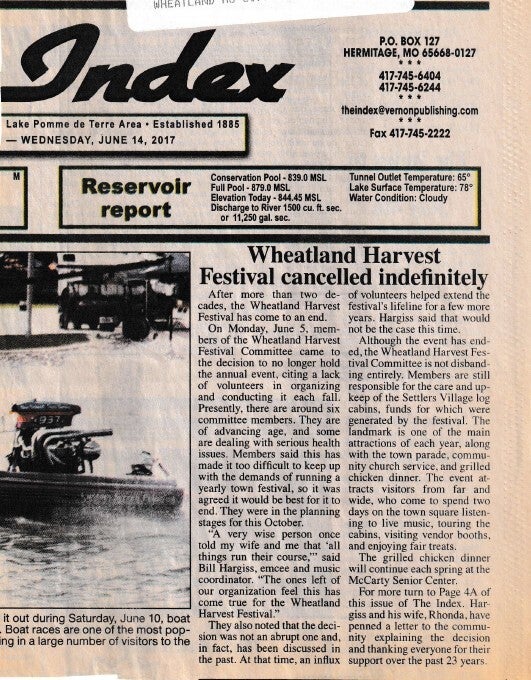 WHEATLAND MO
Index
P.O. BOX 127
HERMITAGE, MO 65668-0127
* * *
417-745-6404
417-745-6244
* * *
theindex@vernonpublishing.com
* * *
Fax 417-745-2222
Lake Pomme de Terre Area • Established 1885
— WEDNESDAY, JUNE 14, 2017
M
Reservoir
report
Conservation Pool - 839.0 MSL
Full Pool - 879.0 MSL
Elevation Today - 844.45 MSL
Discharge to River 1500 cu. ft. sec.
or 11,250 gal. sec.
Tunnel Outlet Temperature: 65°
Lake Surface Temperature: 78°
Water Condition: Cloudy
Wheatland Harvest
Festival cancelled indefinitely
After more than two de-
cades, the Wheatland Harvest
Festival has come to an end.
On Monday, June 5, mem-
bers of the Wheatland Harvest
Festival Committee came to
the decision to no longer hold
the annual event, citing a lack
of volunteers in organizing
and conducting it each fall.
Presently, there are around six
committee members. They are
of advancing age, and some
are dealing with serious health
issues. Members said this has
made it too difficult to keep up
with the demands of running a
yearly town festival, so it was
agreed it would be best for it to
end. They were in the planning
stages for this October.
"A very wise person once
told my wife and me that 'all
things run their course,'" said
Bill Hargiss, emcee and music
coordinator. "The ones left of
our organization feel this has
come true for the Wheatland
Harvest Festival."
They also noted that the deci-
sion was not an abrupt one and,
in fact, has been discussed in
the past. At that time, an influx
of volunteers helped extend the
festival's lifeline for a few more
years. Hargiss said that would
not be the case this time.
Although the event has end-
ed, the Wheatland Harvest Fes-
tival Committee is not disband-
ing entirely. Members are still
responsible for the care and up-
keep of the Settlers Village log
cabins, funds for which were
generated by the festival. The
landmark is one of the main
attractions of each year, along
with the town parade, commu-
nity church service, and grilled
chicken dinner. The event at-
tracts visitors from far and
wide, who come to spend two
days on the town square listen-
ing to live music, touring the
cabins, visiting vendor booths,
and enjoying fair treats.
The grilled chicken dinner
will continue each spring at the
McCarty Senior Center.
For more turn to Page 4A of
this issue of The Index. Har-
giss and his wife, Rhonda, have
penned a letter to the commu-
nity explaining the decision
and thanking everyone for their
support over the past 23 years.
it out during Saturday, June 10, boat
. Boat races are one of the most pop-
ing in a large number of visitors to the